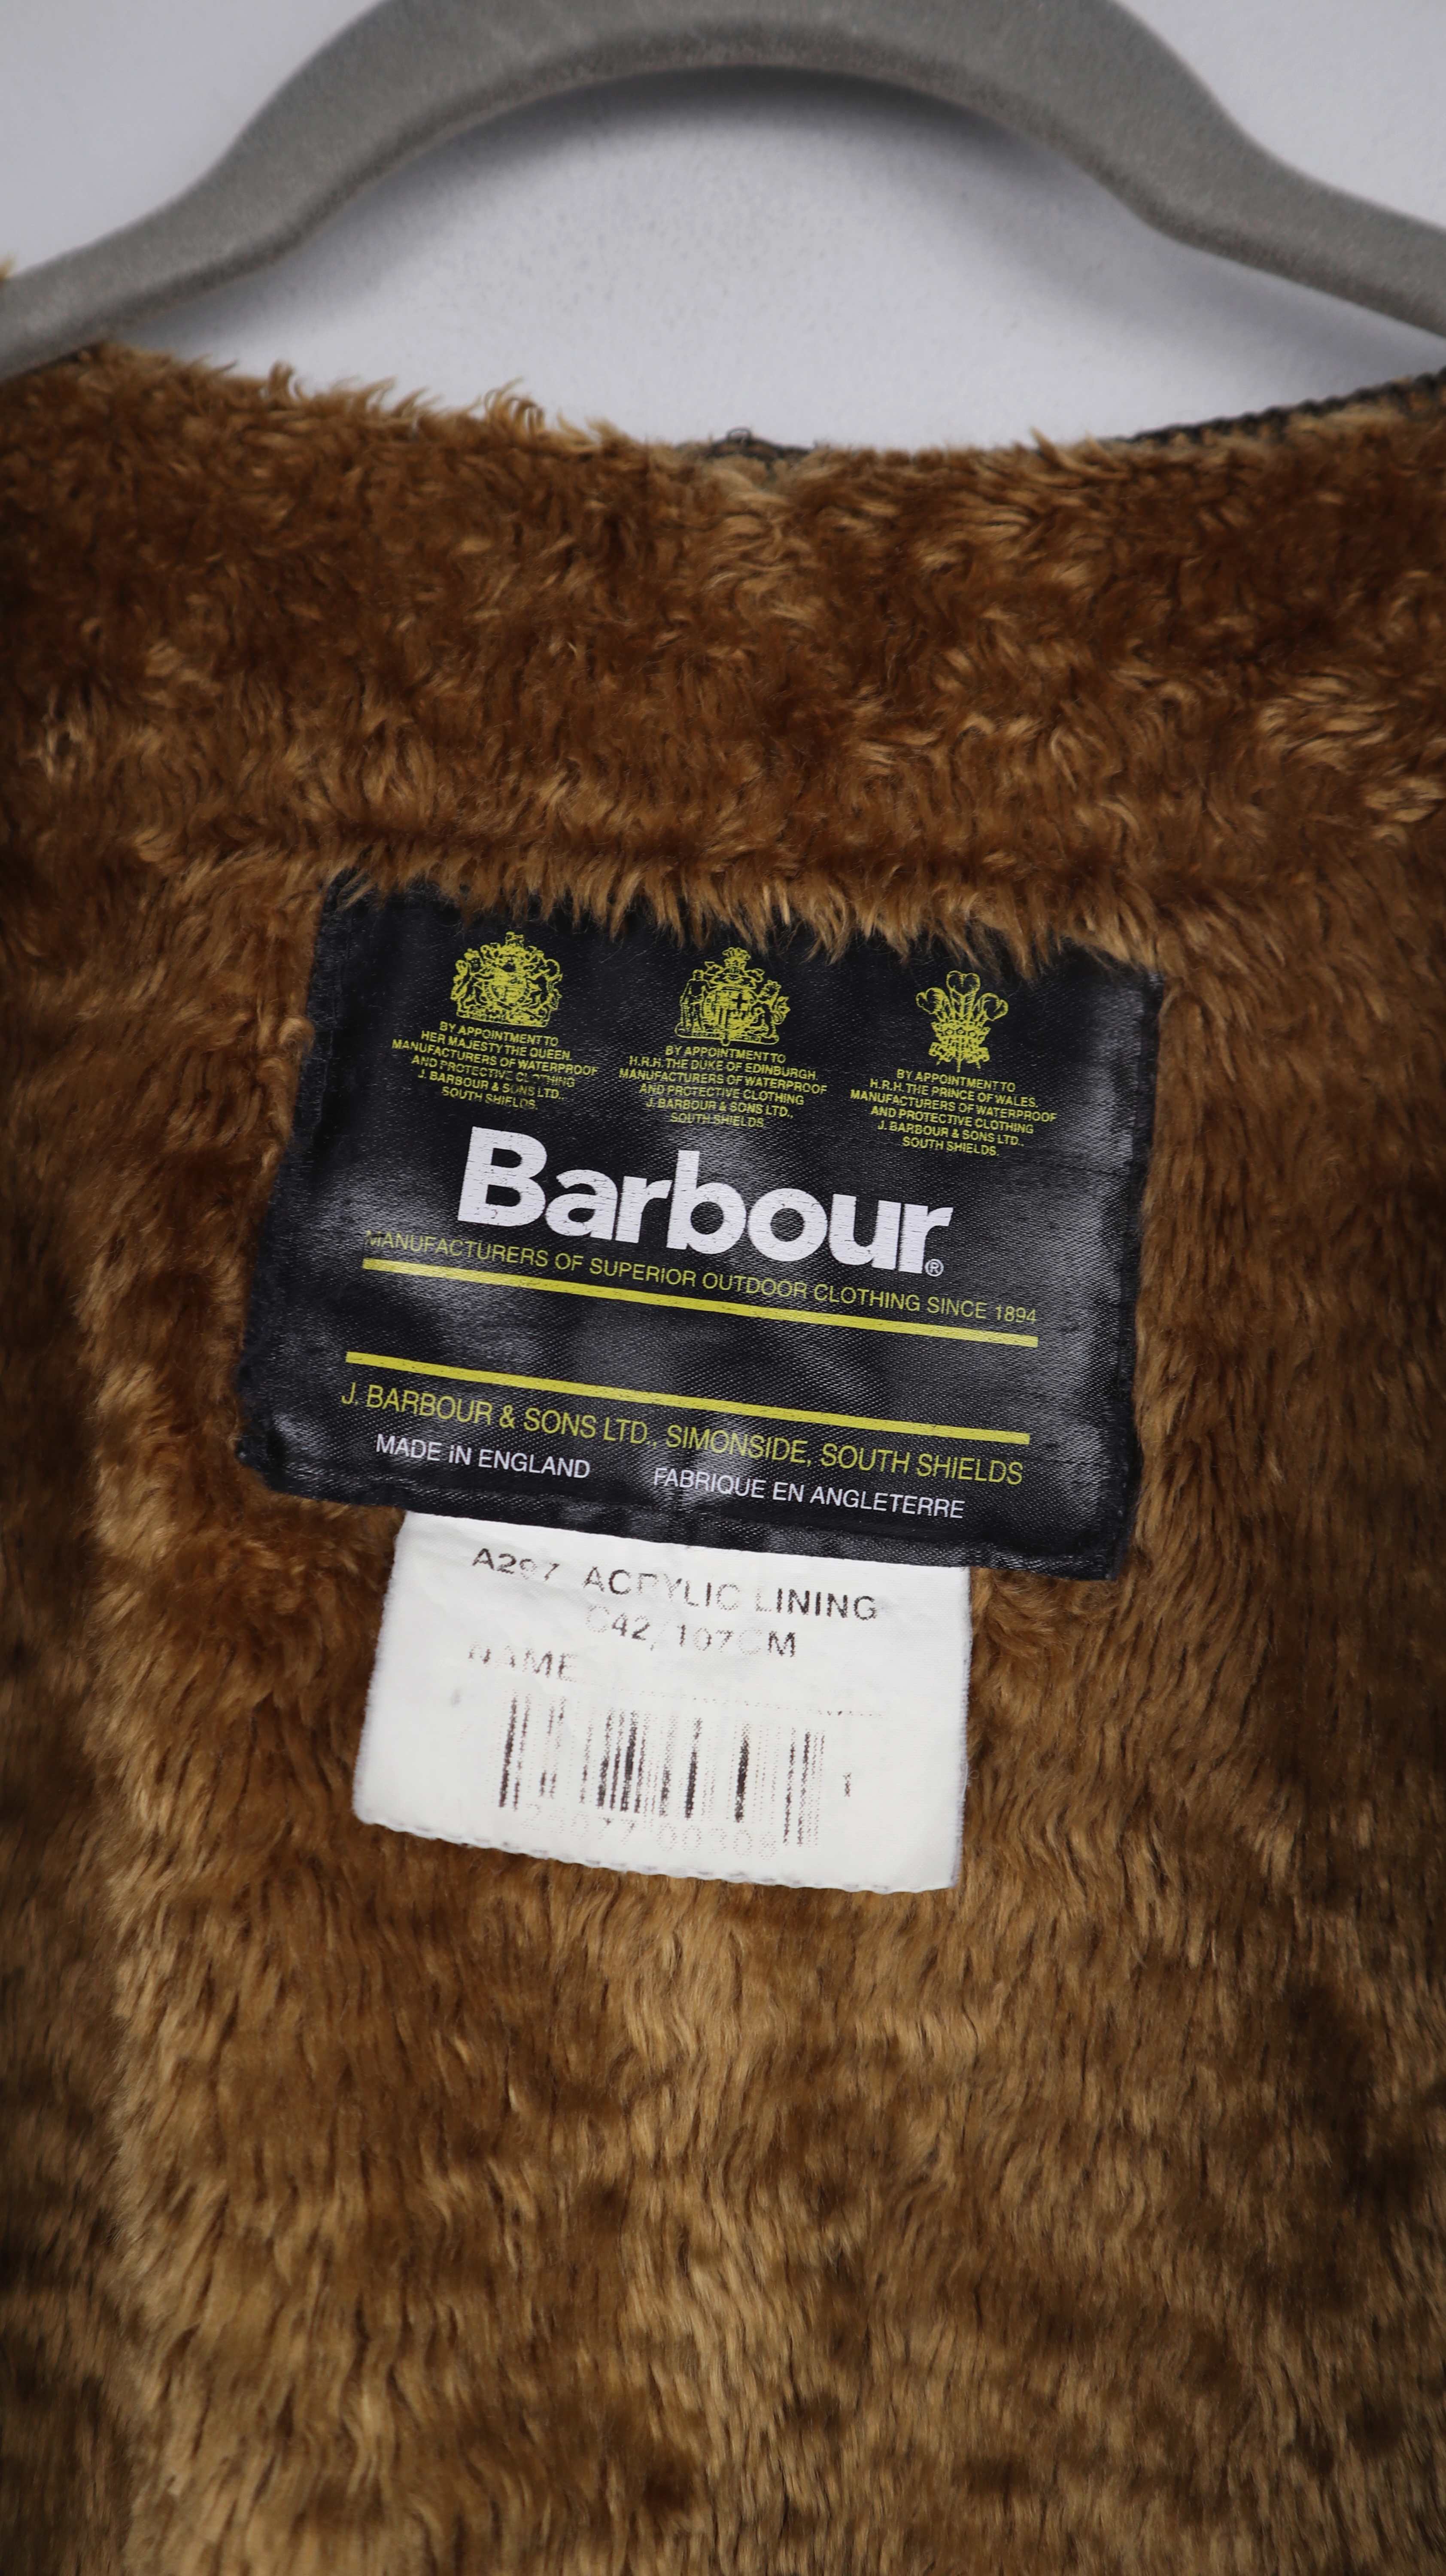 BY APPOINTMENT TO
HER MAJESTY THE QUEEN.
MANUFACTURERS OF WATERPROOF
AND PROTECTIVE CLOTHING
J. BARBOUR & SONS LTD.,
SOUTH SHIELDS.
BY APPOINTMENT TO
H.R.H. THE DUKE OF EDINBURGH.
MANUFACTURERS OF WATERPROOF
AND PROTECTIVE CLOTHING
J. BARBOUR & SONS LTD.,
SOUTH SHIELDS.
BY APPOINTMENT TO
H.R.H. THE PRINCE OF WALES.
MANUFACTURERS OF WATERPROOF
AND PROTECTIVE CLOTHING
J. BARBOUR & SONS LTD.,
SOUTH SHIELDS.
Barbour®
MANUFACTURERS OF SUPERIOR OUTDOOR CLOTHING SINCE 1894
J. BARBOUR & SONS LTD., SIMONSIDE, SOUTH SHIELDS
MADE iN ENGLAND FABRIQUE EN ANGLETERRE
A297 ACRYLIC LINING
C42/107CM
NAME
1